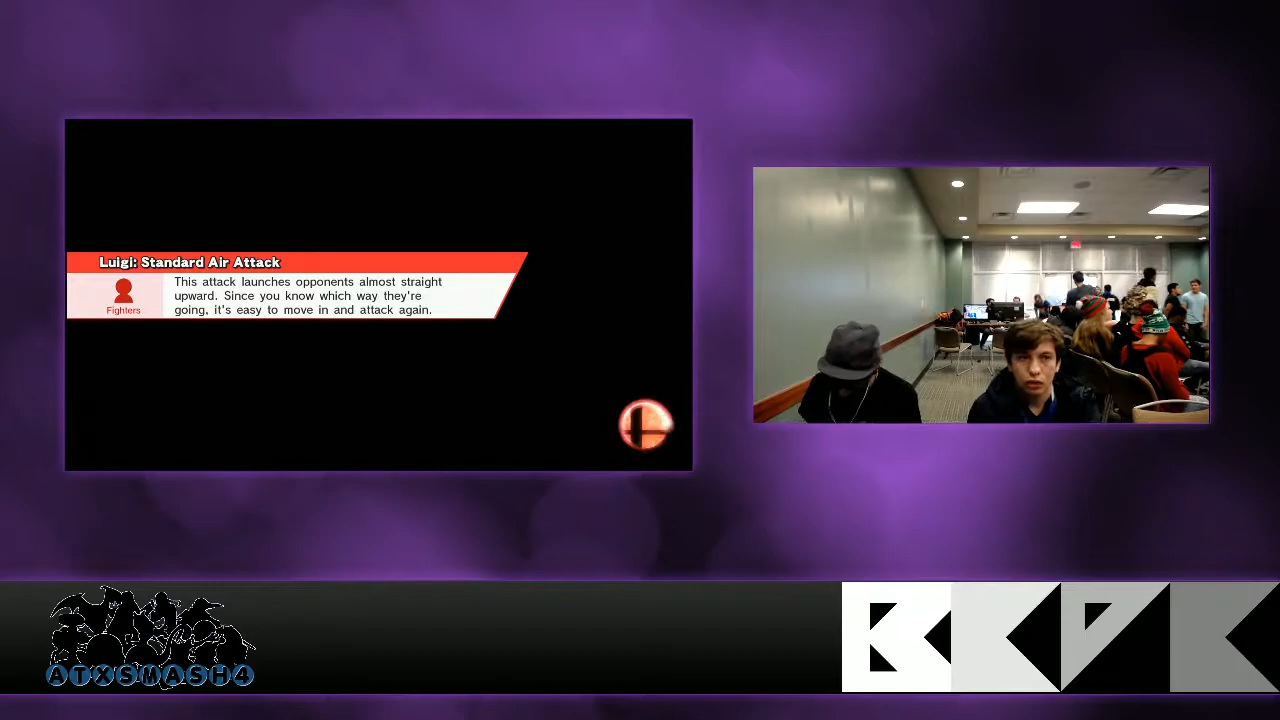 Luigi: Standard Air Attack
This attack launches opponents almost straight
upward. Since you know which way they're
going, it's easy to move in and attack again.
Fighters
ATXSMASH4